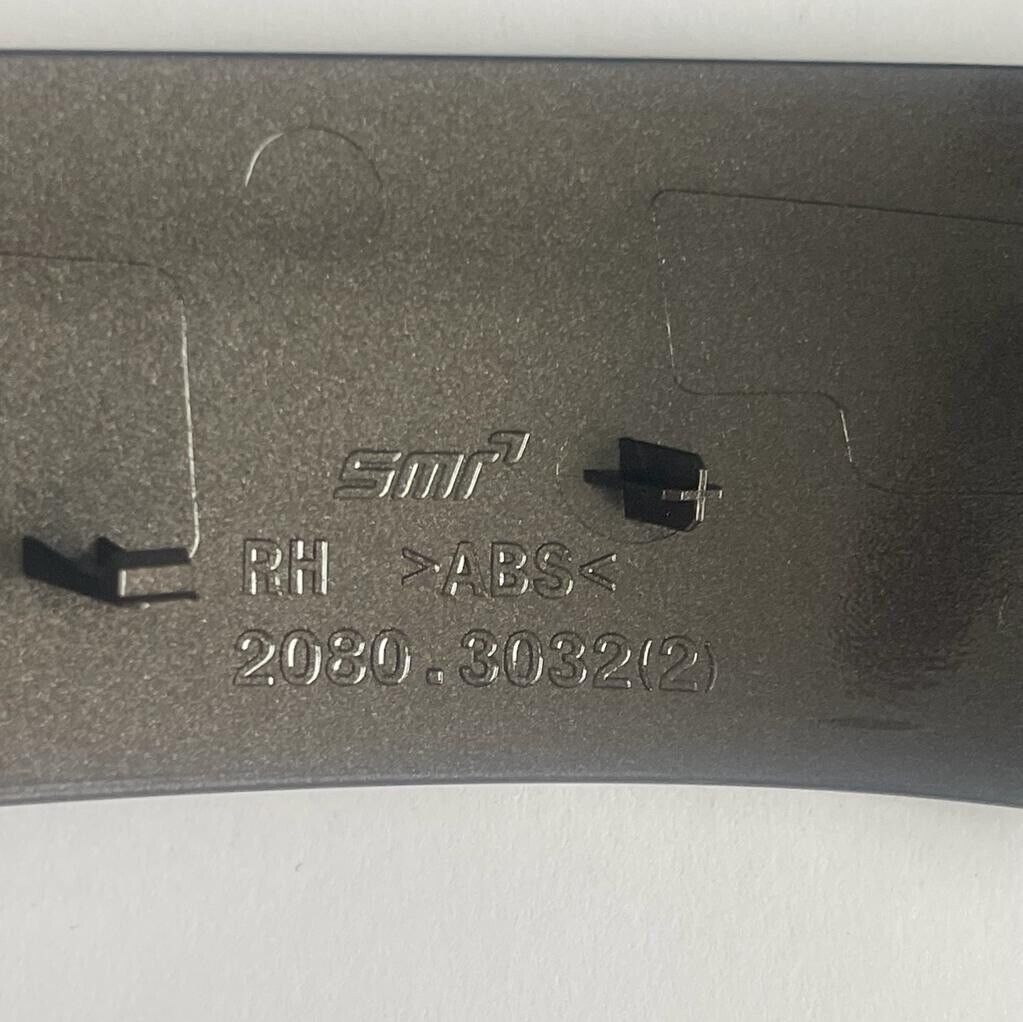 smr
RH >ABS<
2080.3032(2)